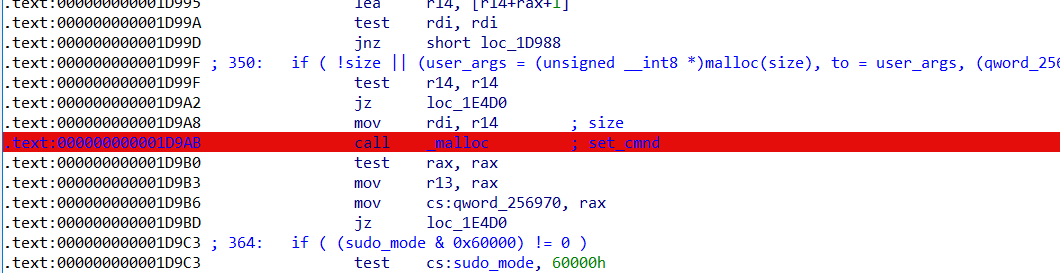 .text:000000000001D995 lea r14, [r14+rax+1]
.text:000000000001D99A test rdi, rdi
.text:000000000001D99D jnz short loc_1D988
.text:000000000001D99F ; 350: if ( !size || (user_args = (unsigned __int8 *)malloc(size), to = user_args, (qword_256
.text:000000000001D99F test r14, r14
.text:000000000001D9A2 jz loc_1E4D0
.text:000000000001D9A8 mov rdi, r14 ; size
.text:000000000001D9AB call _malloc ; set_cmnd
.text:000000000001D9B0 test rax, rax
.text:000000000001D9B3 mov r13, rax
.text:000000000001D9B6 mov cs:qword_256970, rax
.text:000000000001D9BD jz loc_1E4D0
.text:000000000001D9C3 ; 364: if ( (sudo_mode & 0x60000) != 0 )
.text:000000000001D9C3 test cs:sudo_mode, 60000h